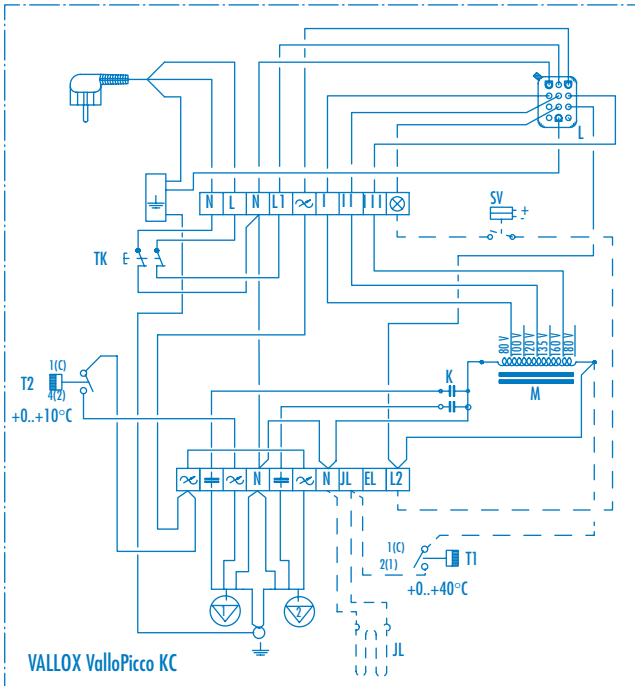 L
SV
- +
N L N L1 I II III
TK E
80 V
100 V
120 V
135 V
160 V
180 V
1(C)
T2
4(2)
+0..+10°C
K
M
N N JL EL L2
1(C)
T1
2(1)
+0..+40°C
1
2
JL
VALLOX ValloPicco KC